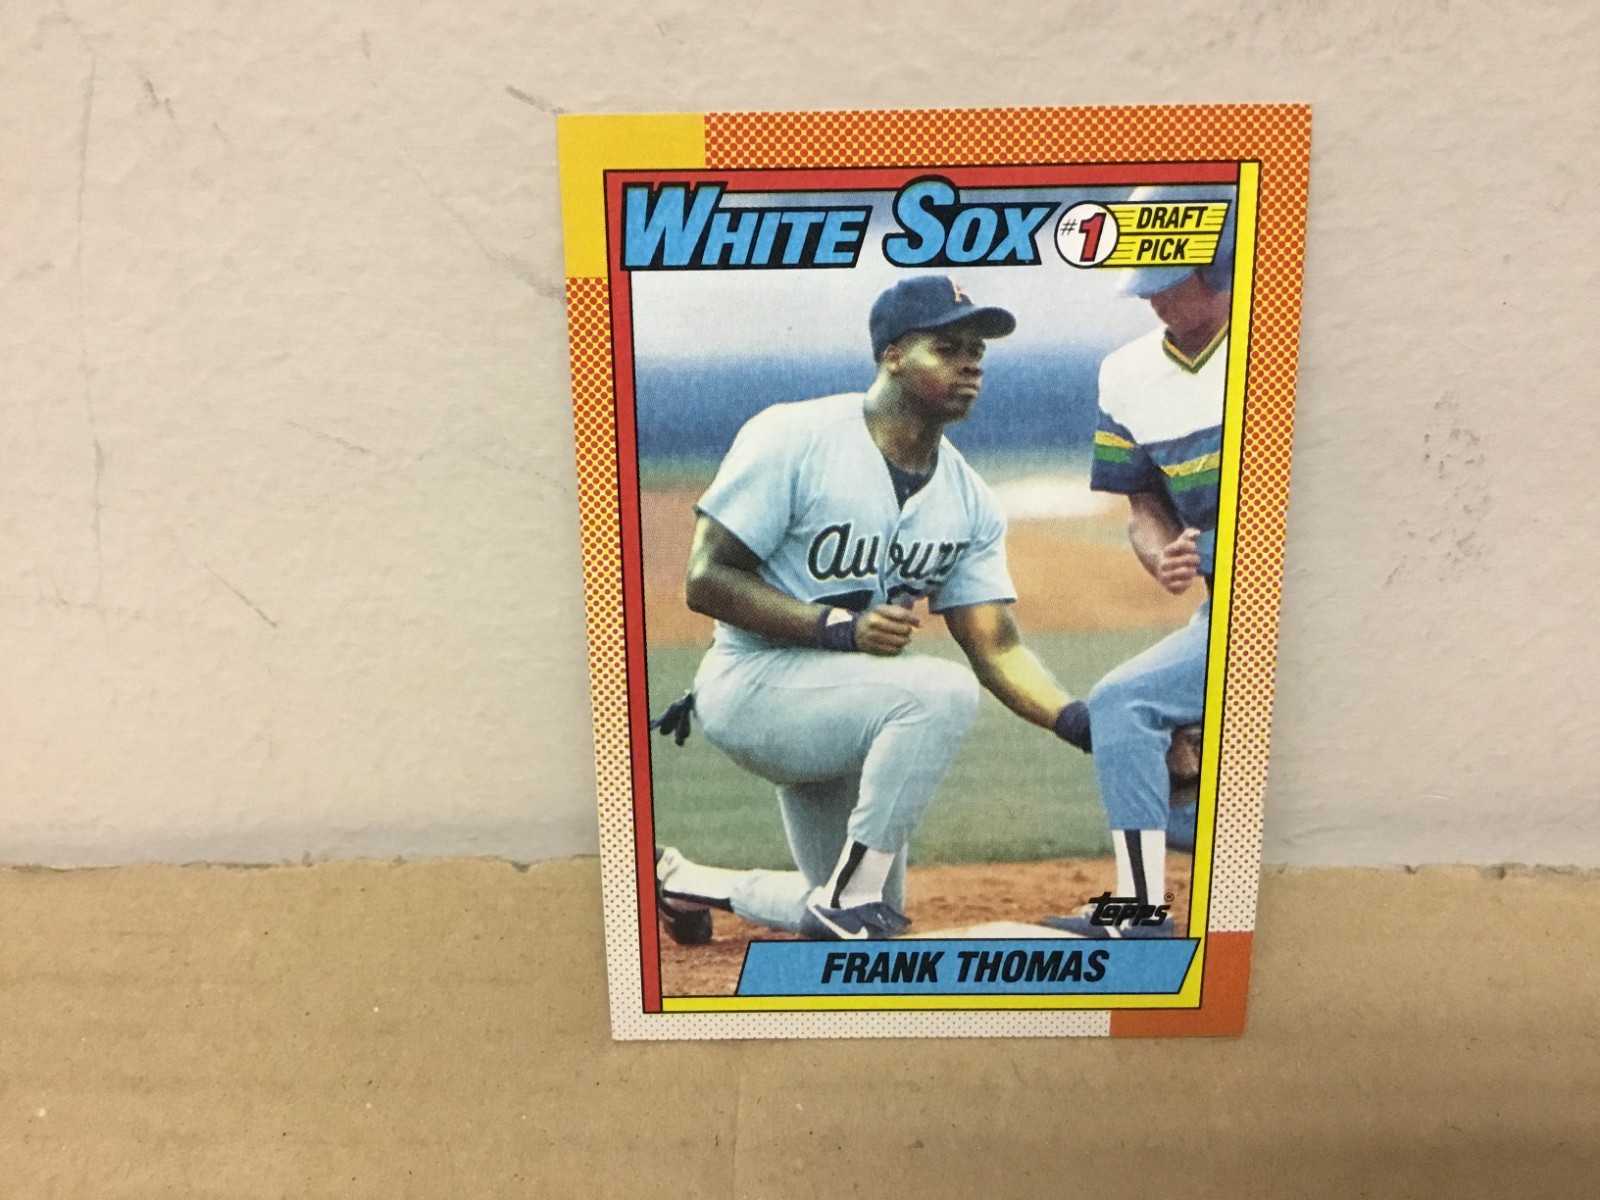 WHITE SOX #1 DRAFT PICK
Auburn
topps®
FRANK THOMAS